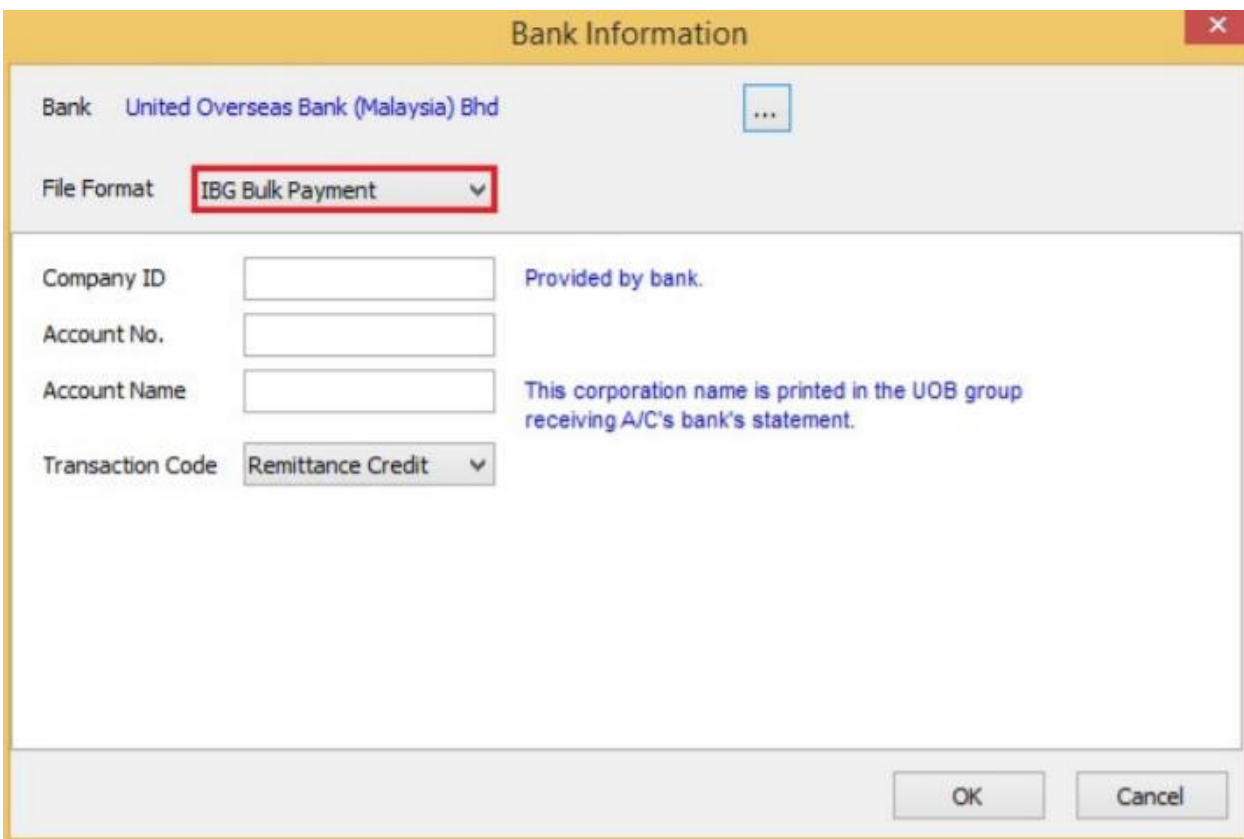 Bank Information
Bank United Overseas Bank (Malaysia) Bhd ...
File Format IBG Bulk Payment
Company ID Provided by bank.
Account No.
Account Name This corporation name is printed in the UOB group
receiving A/C's bank's statement.
Transaction Code Remittance Credit
OK Cancel